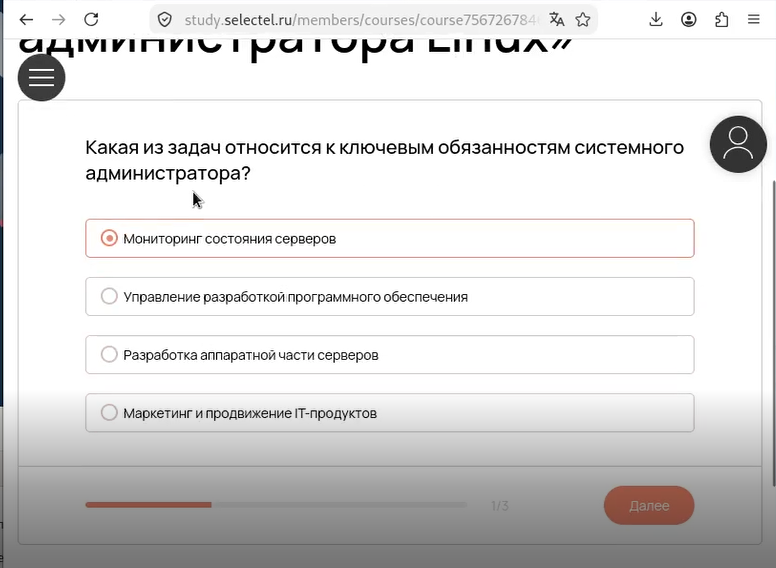 study.selectel.ru/members/courses/course756726784
администратора Linux»
Какая из задач относится к ключевым обязанностям системного
администратора?
Мониторинг состояния серверов
Управление разработкой программного обеспечения
Разработка аппаратной части серверов
Маркетинг и продвижение IT-продуктов
1/3
Далее